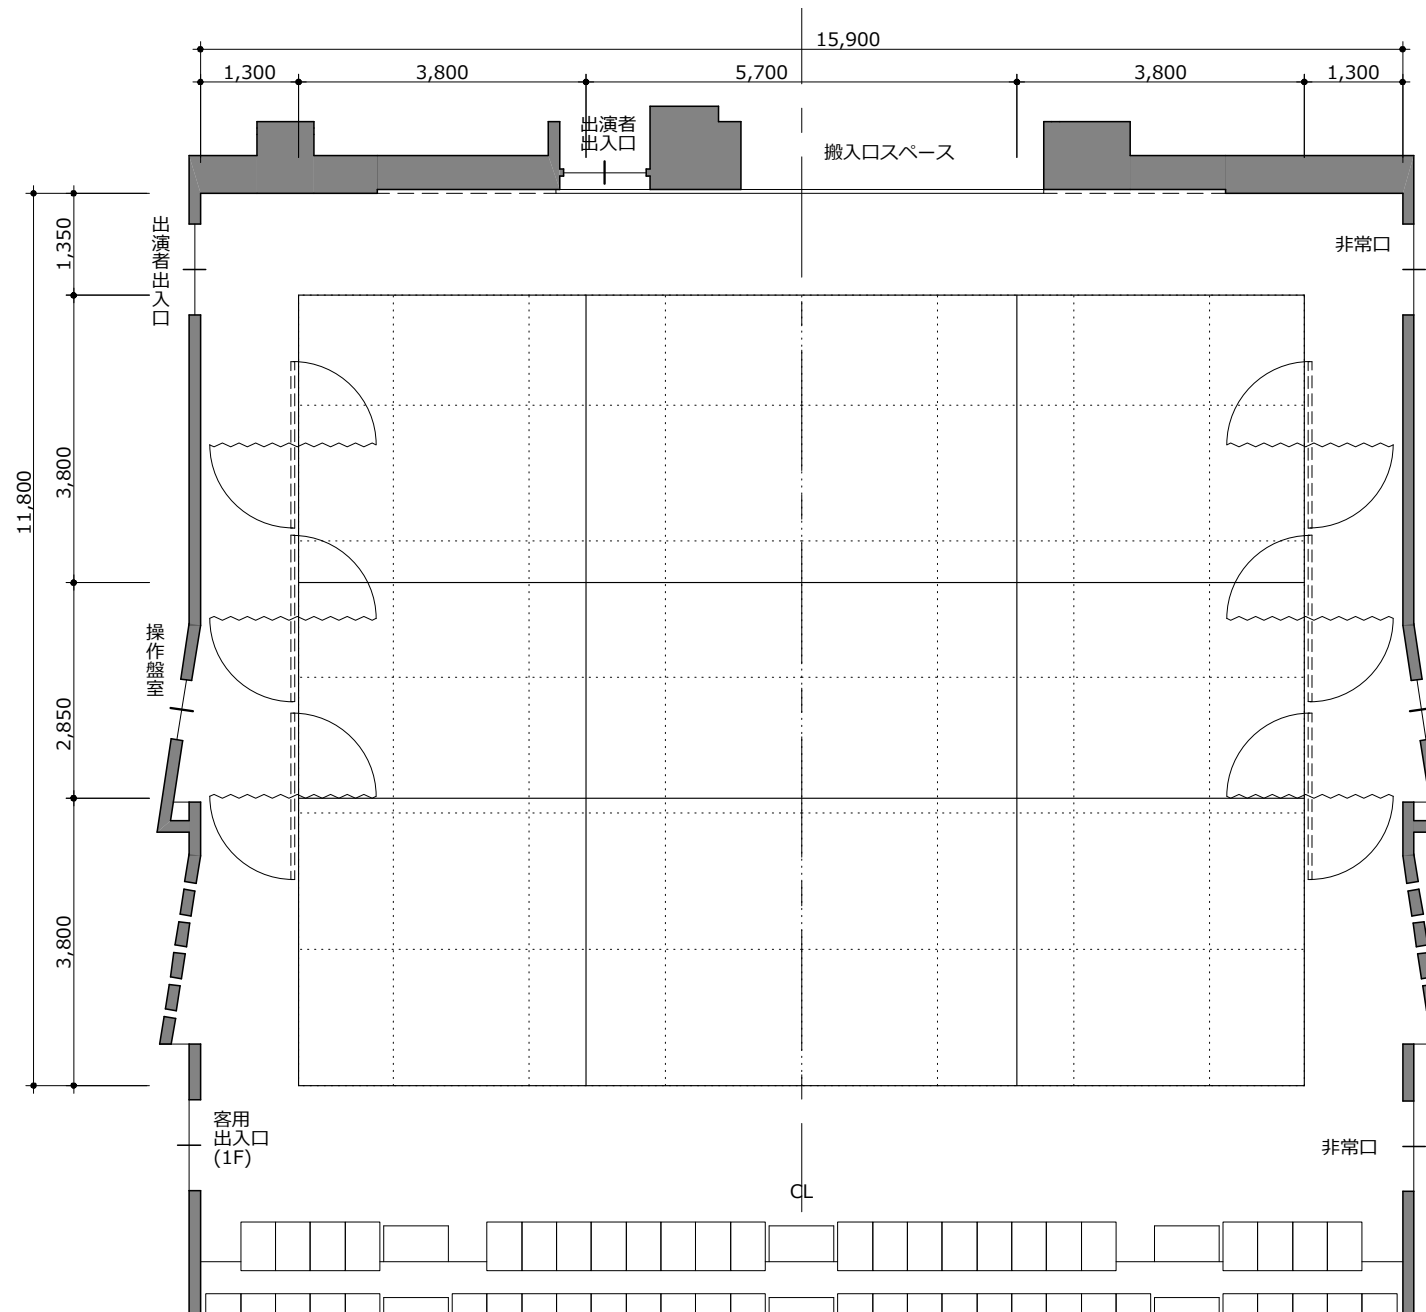 15,900
1,300
3,800
5,700
3,800
1,300
出演者
出入口
搬入口スペース
出演者出入口
非常口
1,350
3,800
11,800
操作盤室
2,850
3,800
客用
出入口
(1F)
非常口
CL